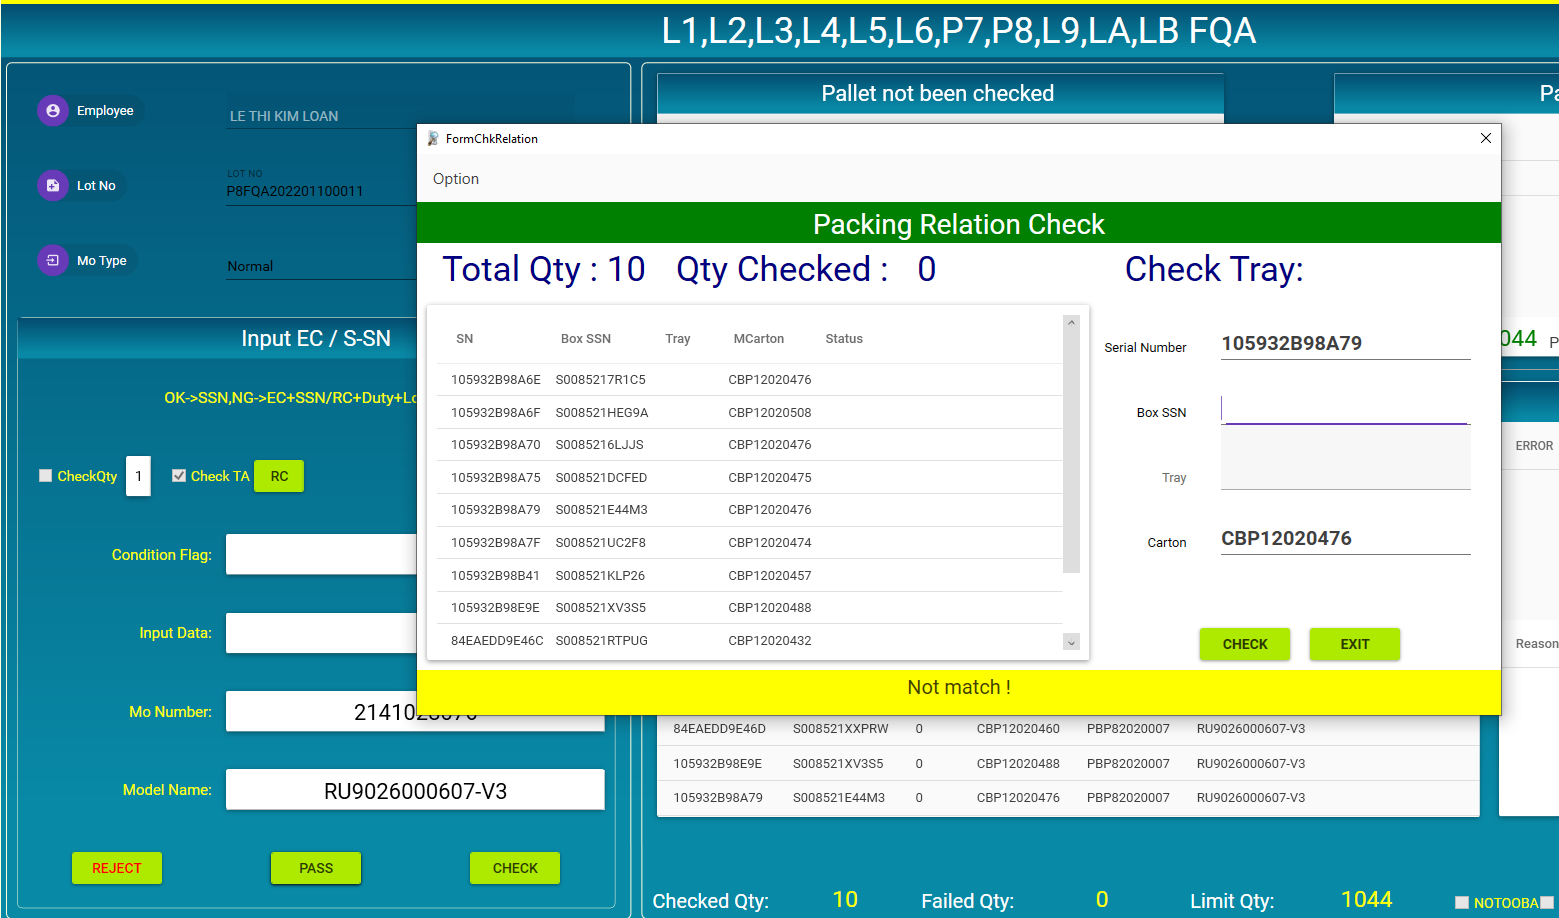 L1,L2,L3,L4,L5,L6,P7,P8,L9,LA,LB FQA
Employee
LE THI KIM LOAN
Lot No
LOT NO
P8FQA202201100011
Mo Type
Normal
Input EC / S-SN
OK->SSN,NG->EC+SSN/RC+Duty+Lo
CheckQty 1 Check TA RC
Condition Flag:
Input Data:
Mo Number:
Model Name: RU9026000607-V3
REJECT PASS CHECK
Pallet not been checked
Pa
FormChkRelation
Option
Packing Relation Check
Total Qty : 10 Qty Checked : 0 Check Tray:
SN Box SSN Tray MCarton Status
105932B98A6E S0085217R1C5 CBP12020476
105932B98A6F S008521HEG9A CBP12020508
105932B98A70 S0085216LJJS CBP12020476
105932B98A75 S008521DCFED CBP12020476
105932B98A79 S008521E44M3 CBP12020476
105932B98A7F S008521UC2F8 CBP12020474
105932B98B41 S008521KLP26 CBP12020457
105932B98E9E S008521XV3S5 CBP12020488
84EAEDD9E46C S008521RTPUG CBP12020432
Serial Number 105932B98A79
Box SSN
Tray
Carton CBP12020476
CHECK EXIT
Not match !
044 P
ERROR
Reason
84EAEDD9E46D S008521XXPRW 0 CBP12020460 PBP82020007 RU9026000607-V3
105932B98E9E S008521XV3S5 0 CBP12020488 PBP82020007 RU9026000607-V3
105932B98A79 S008521E44M3 0 CBP12020476 PBP82020007 RU9026000607-V3
Checked Qty: 10 Failed Qty: 0 Limit Qty: 1044 NOTOOBA